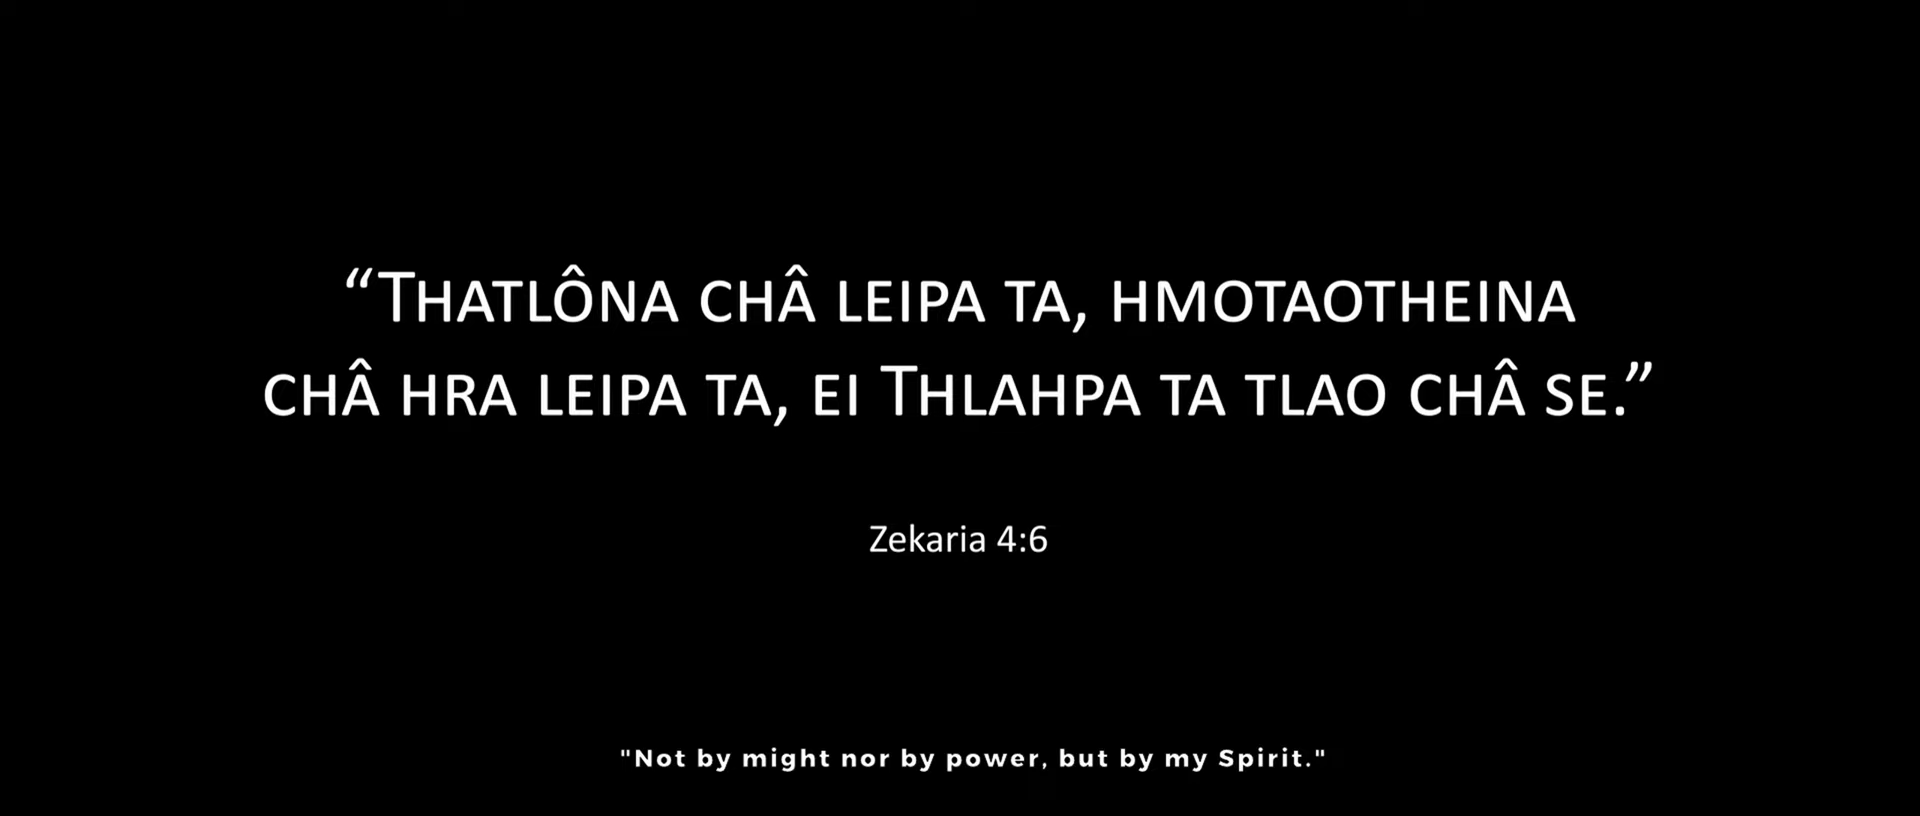 “Thatlôna châ leipa ta, hmotaotheina
châ hra leipa ta, ei Thlahpa ta tlao châ se.”
Zekaria 4:6
"Not by might nor by power, but by my Spirit."